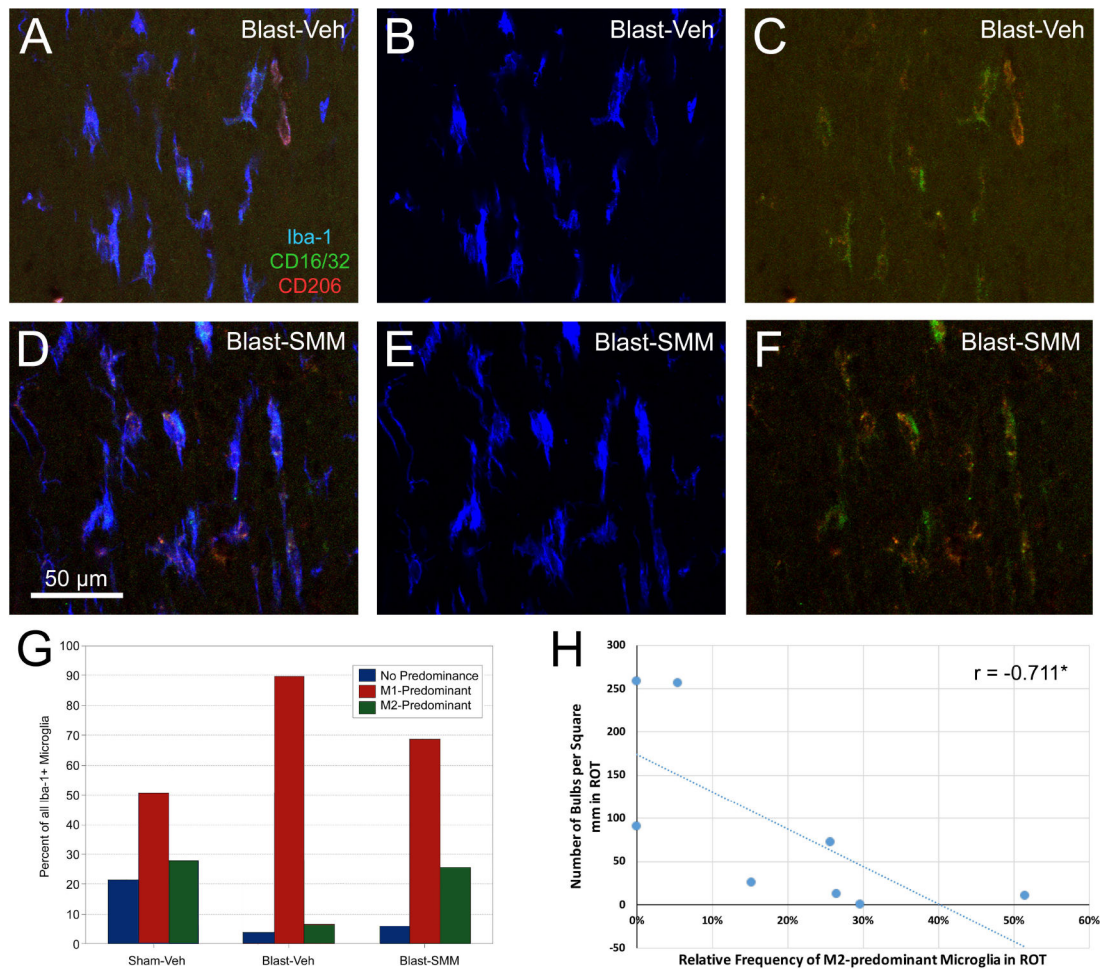 A
Blast-Veh
Iba-1
CD16/32
CD206
B
Blast-Veh
C
Blast-Veh
D
Blast-SMM
50 µm
E
Blast-SMM
F
Blast-SMM
G
Percent of all Iba-1+ Microglia
100
90
80
70
60
50
40
30
20
10
0
No Predominance
M1-Predominant
M2-Predominant
Sham-Veh
Blast-Veh
Blast-SMM
H
r = -0.711*
Number of Bulbs per Square
mm in ROT
300
250
200
150
100
50
0
-50
0%
10%
20%
30%
40%
50%
60%
Relative Frequency of M2-predominant Microglia in ROT